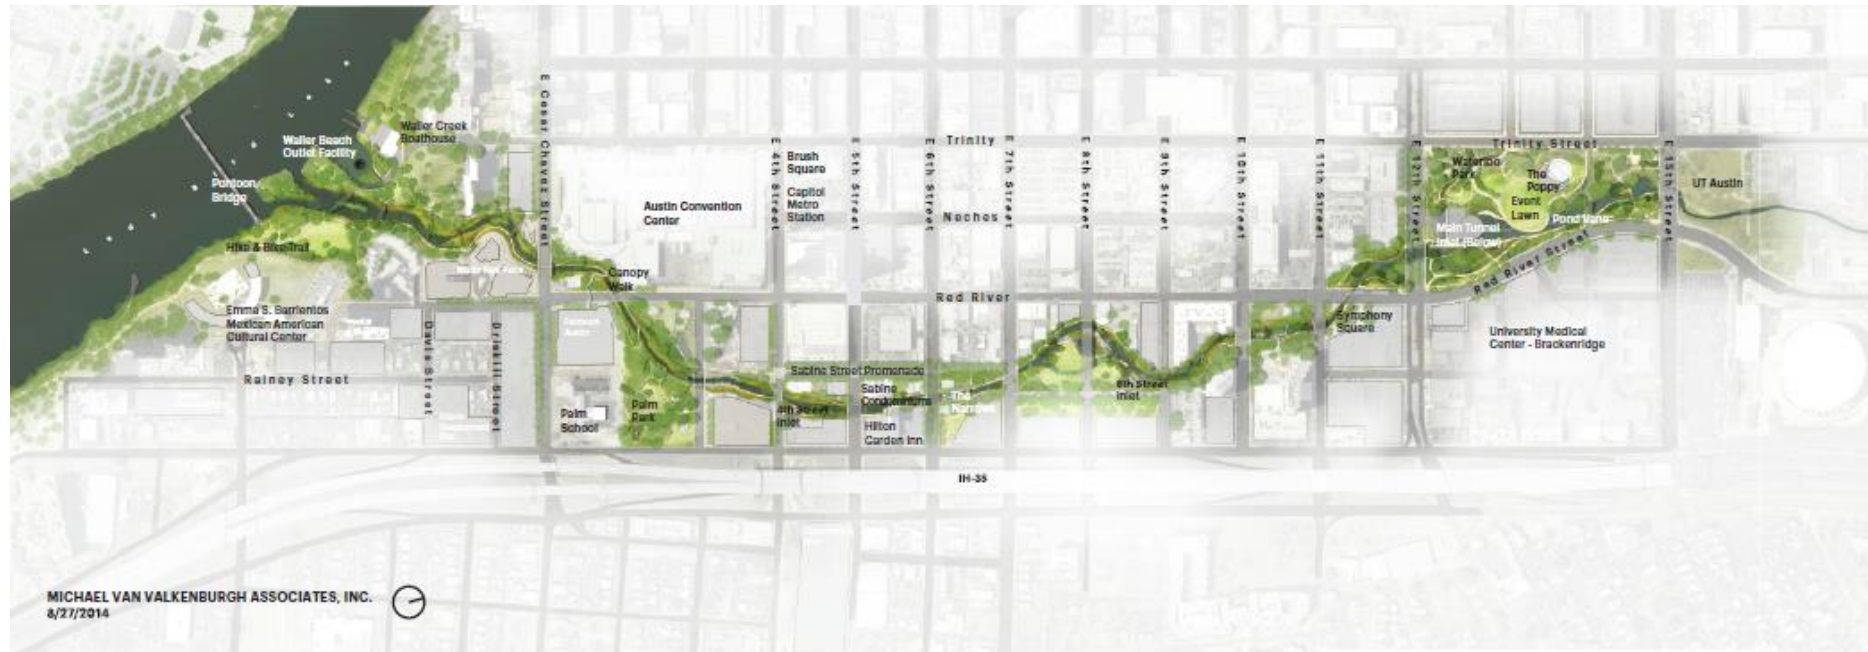 E Cesar Chavez Street
Waller Creek
Boathouse
Waller Beach
Outlet Facility
Pontoon
Bridge
Hike & Bike Trail
Emma S. Barrientos
Mexican American
Cultural Center
Rainey Street
Davis Street
Driskill Street
Austin Convention
Center
Canopy
Walk
Palm
School
Palm
Park
E 4th Street
Brush
Square
Capitol
Metro
Station
E 5th Street
E 6th Street
Trinity
Neches
Red River
E 7th Street
E 8th Street
E 9th Street
E 10th Street
E 11th Street
E 12th Street
Sabine Street Promenade
4th Street
Inlet
Sabine
Condominiums
Hilton
Garden Inn
The
Narrows
8th Street
Inlet
Symphony
Square
Trinity Street
Waterloo
Park
The
Poppy
Event
Lawn
Main Tunnel
Inlet (Below)
Red River Street
E 15th Street
UT Austin
University Medical
Center - Brackenridge
IH-35
MICHAEL VAN VALKENBURGH ASSOCIATES, INC.
8/27/2014